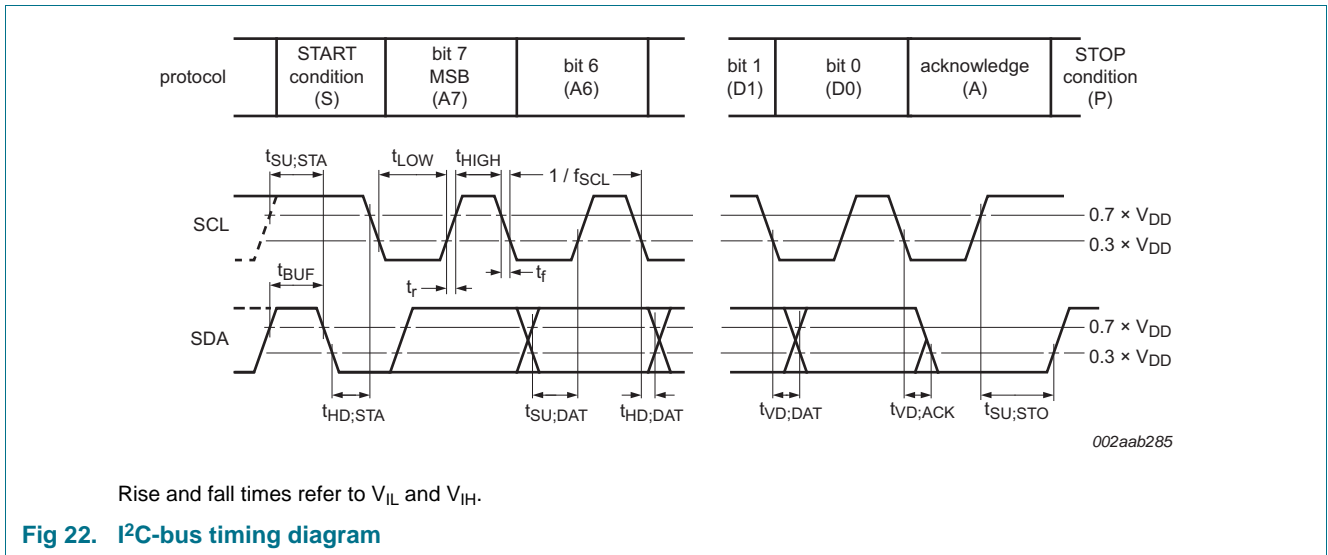 protocol
START
condition
(S)
bit 7
MSB
(A7)
bit 6
(A6)
bit 1
(D1)
bit 0
(D0)
acknowledge
(A)
STOP
condition
(P)
tSU;STA
tLOW
tHIGH
1 / fSCL
SCL
0.7 × VDD
0.3 × VDD
tBUF
tr
tf
SDA
0.7 × VDD
0.3 × VDD
tHD;STA
tSU;DAT
tHD;DAT
tVD;DAT
tVD;ACK
tSU;STO
002aab285
Rise and fall times refer to VIL and VIH.
Fig 22. I²C-bus timing diagram